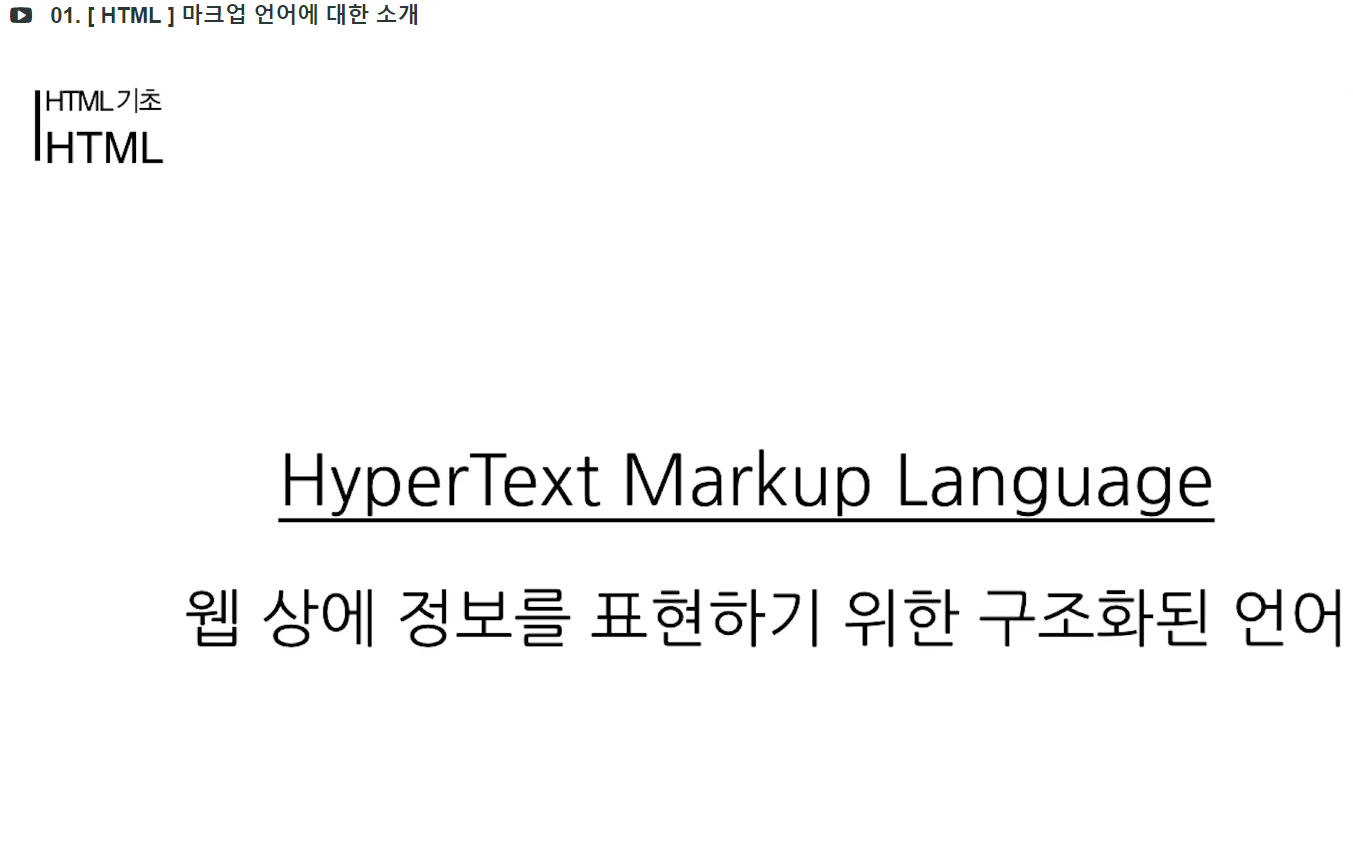 01. [ HTML ] 마크업 언어에 대한 소개
HTML 기초
HTML
HyperText Markup Language
웹 상에 정보를 표현하기 위한 구조화된 언어